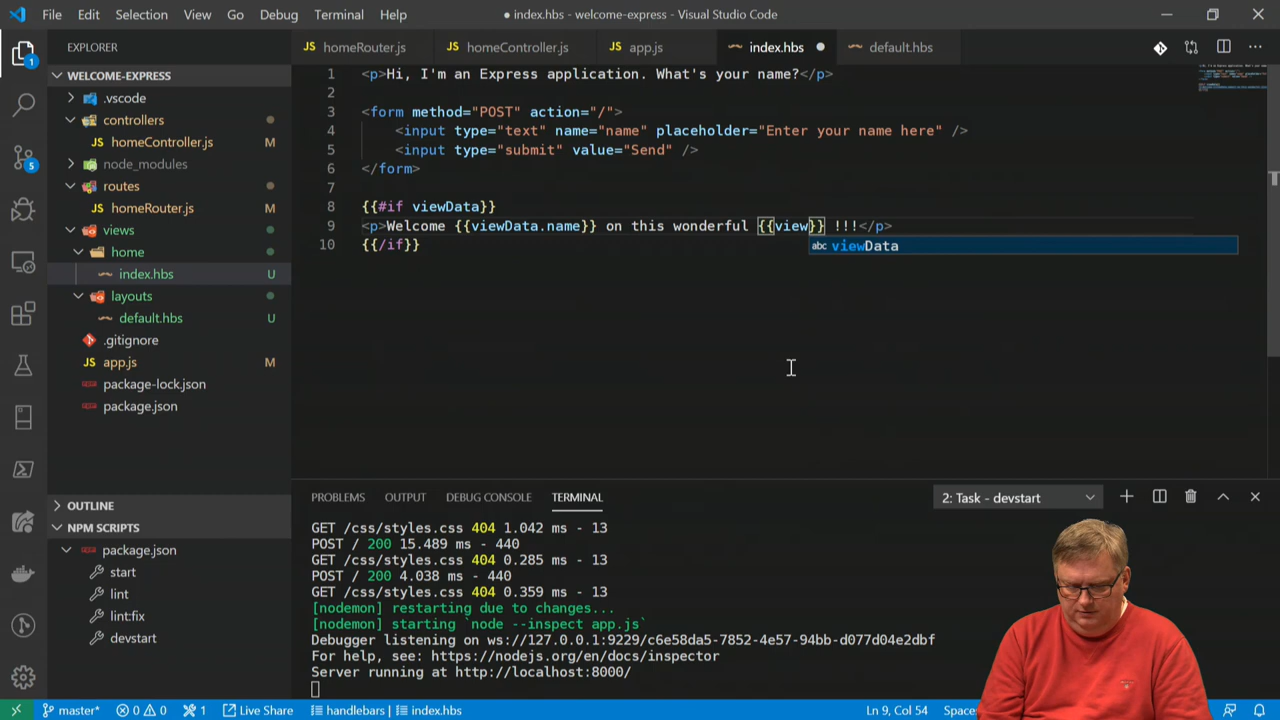 File Edit Selection View Go Debug Terminal Help
● index.hbs - welcome-express - Visual Studio Code
EXPLORER
JS homeRouter.js
JS homeController.js
JS app.js
index.hbs ●
default.hbs
1
WELCOME-EXPRESS
.vscode
controllers
JS homeController.js M
node_modules
routes
JS homeRouter.js M
views
home
index.hbs U
layouts
default.hbs U
.gitignore
JS app.js M
package-lock.json
package.json
5
1 <p>Hi, I'm an Express application. What's your name?</p>
2
3 <form method="POST" action="/">
4 <input type="text" name="name" placeholder="Enter your name here" />
5 <input type="submit" value="Send" />
6 </form>
7
8 {{#if viewData}}
9 <p>Welcome {{viewData.name}} on this wonderful {{view}} !!!</p>
abc viewData
10 {{/if}}
OUTLINE
NPM SCRIPTS
package.json
start
lint
lint:fix
devstart
PROBLEMS OUTPUT DEBUG CONSOLE TERMINAL
2: Task - devstart
GET /css/styles.css 404 1.042 ms - 13
POST / 200 15.489 ms - 440
GET /css/styles.css 404 0.285 ms - 13
POST / 200 4.038 ms - 440
GET /css/styles.css 404 0.359 ms - 13
[nodemon] restarting due to changes...
[nodemon] starting `node --inspect app.js`
Debugger listening on ws://127.0.0.1:9229/c6e58da5-7852-4e57-94bb-d077d04e2dbf
For help, see: https://nodejs.org/en/docs/inspector
Server running at http://localhost:8000/
master* 0 0 1 Live Share handlebars index.hbs Ln 9, Col 54